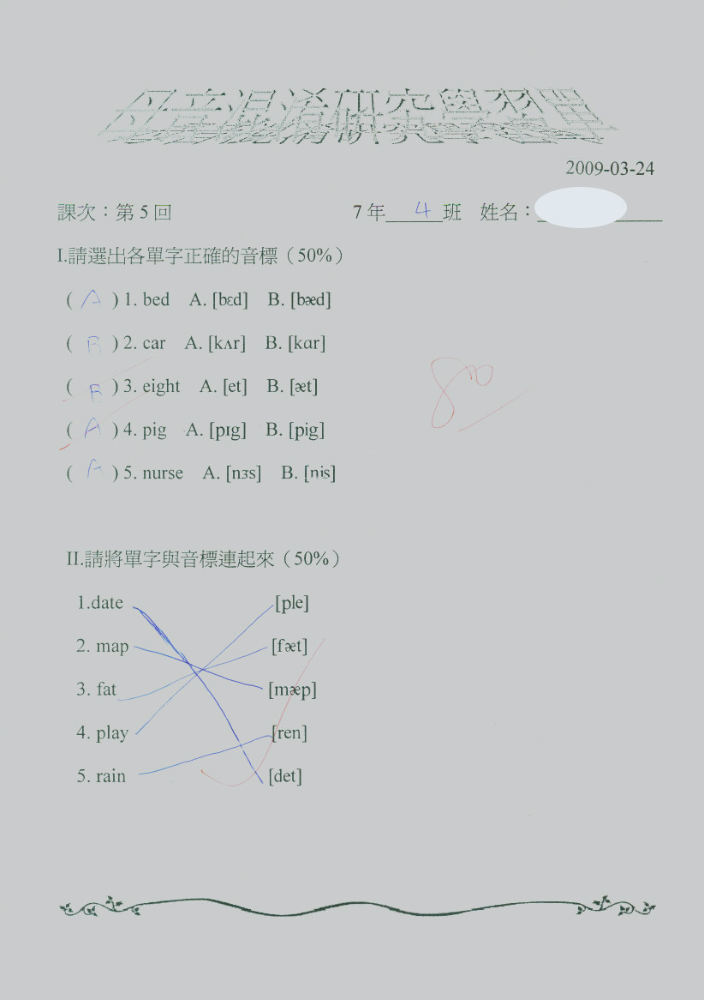 母音混淆研究學習單
2009-03-24
課次：第 5 回 7 年 4 班 姓名：
I.請選出各單字正確的音標（50%）
( A ) 1. bed A. [bɛd] B. [bæd]
( B ) 2. car A. [kʌr] B. [kɑr]
( B ) 3. eight A. [et] B. [æt]
( A ) 4. pig A. [pɪg] B. [pig]
( A ) 5. nurse A. [nɜs] B. [nis]
80
II.請將單字與音標連起來（50%）
1.date [ple]
2. map [fæt]
3. fat [mæp]
4. play [ren]
5. rain [det]